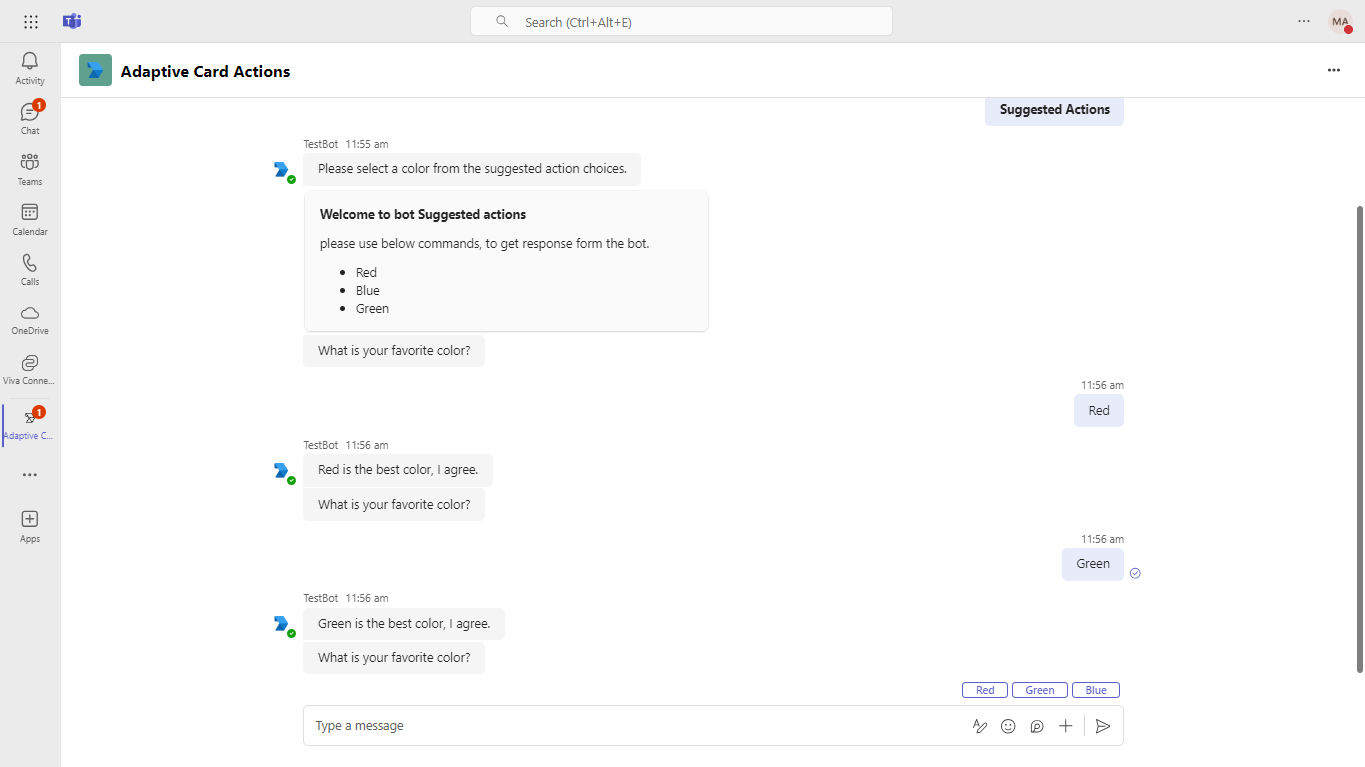 Search (Ctrl+Alt+E)
MA
Activity
1
Chat
Teams
Calendar
Calls
OneDrive
Viva Conne...
1
Adaptive C...
Apps
Adaptive Card Actions
Suggested Actions
TestBot 11:55 am
Please select a color from the suggested action choices.
Welcome to bot Suggested actions
please use below commands, to get response form the bot.
• Red
• Blue
• Green
What is your favorite color?
11:56 am
Red
TestBot 11:56 am
Red is the best color, I agree.
What is your favorite color?
11:56 am
Green
TestBot 11:56 am
Green is the best color, I agree.
What is your favorite color?
Red Green Blue
Type a message